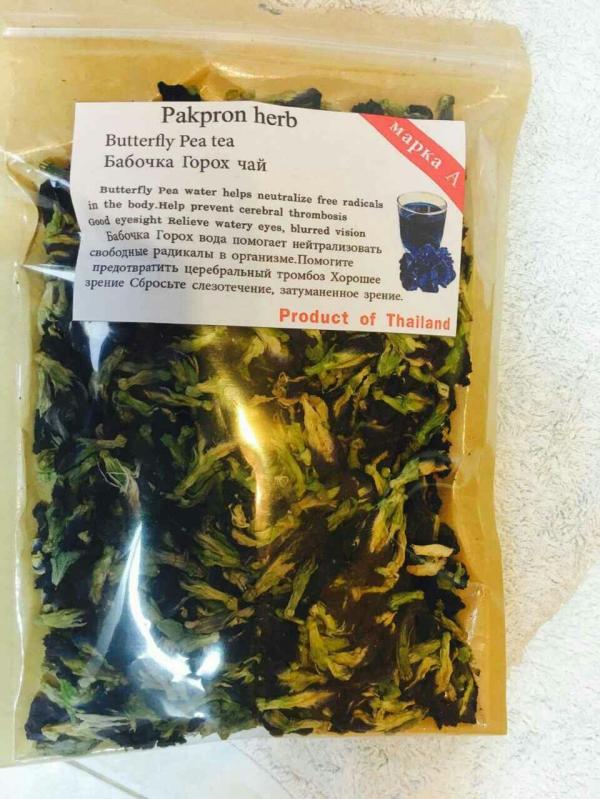 Pakpron herb
марка А
Butterfly Pea tea
Бабочка Горох чай
Butterfly Pea water helps neutralize free radicals
in the body.Help prevent cerebral thrombosis
Good eyesight Relieve watery eyes, blurred vision
Бабочка Горох вода помогает нейтрализовать
свободные радикалы в организме.Помогите
предотвратить церебральный тромбоз Хорошее
зрение Сбросьте слезотечение, затуманенное зрение.
Product of Thailand